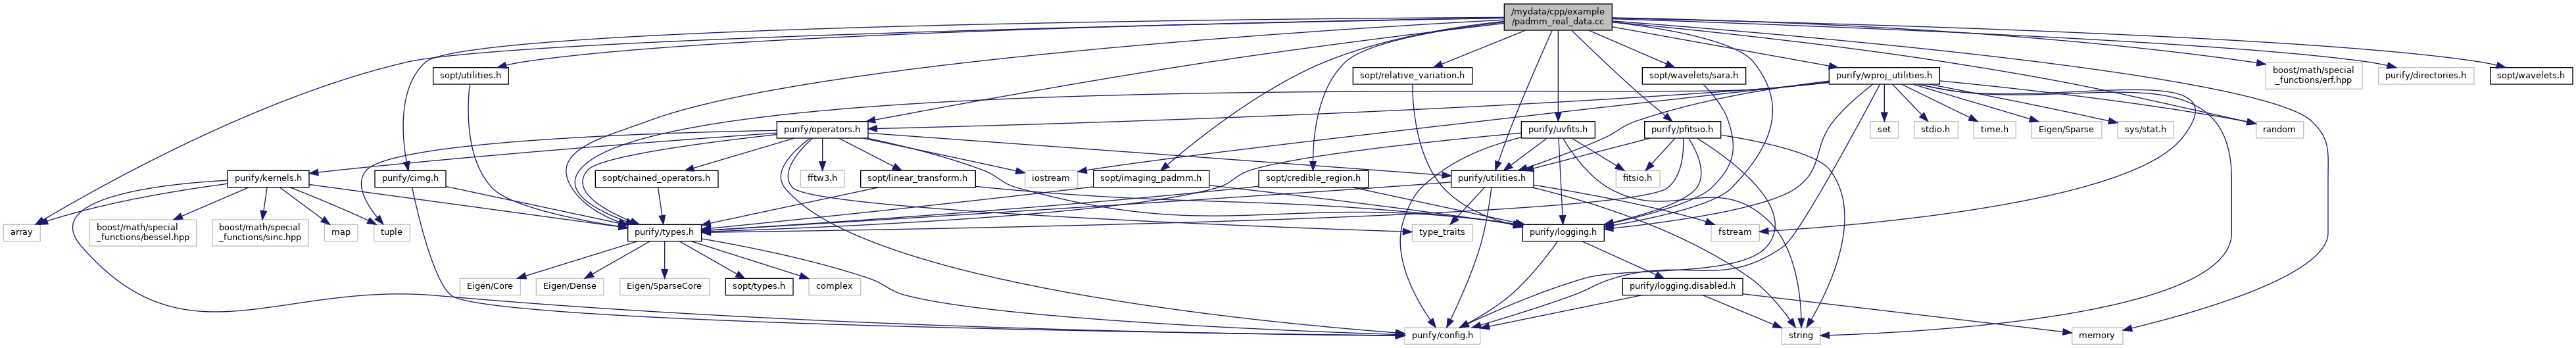 /mydata/cpp/example
/padmm_real_data.cc
sopt/utilities.h
sopt/relative_variation.h
sopt/wavelets/sara.h
purify/wproj_utilities.h
boost/math/special
_functions/erf.hpp
purify/directories.h
sopt/wavelets.h
purify/operators.h
purify/uvfits.h
purify/pfitsio.h
set
stdio.h
time.h
Eigen/Sparse
sys/stat.h
random
purify/kernels.h
purify/cimg.h
sopt/chained_operators.h
fftw3.h
sopt/linear_transform.h
iostream
sopt/imaging_padmm.h
sopt/credible_region.h
purify/utilities.h
fitsio.h
array
boost/math/special
_functions/bessel.hpp
boost/math/special
_functions/sinc.hpp
map
tuple
purify/types.h
type_traits
purify/logging.h
fstream
Eigen/Core
Eigen/Dense
Eigen/SparseCore
sopt/types.h
complex
purify/logging.disabled.h
purify/config.h
string
memory